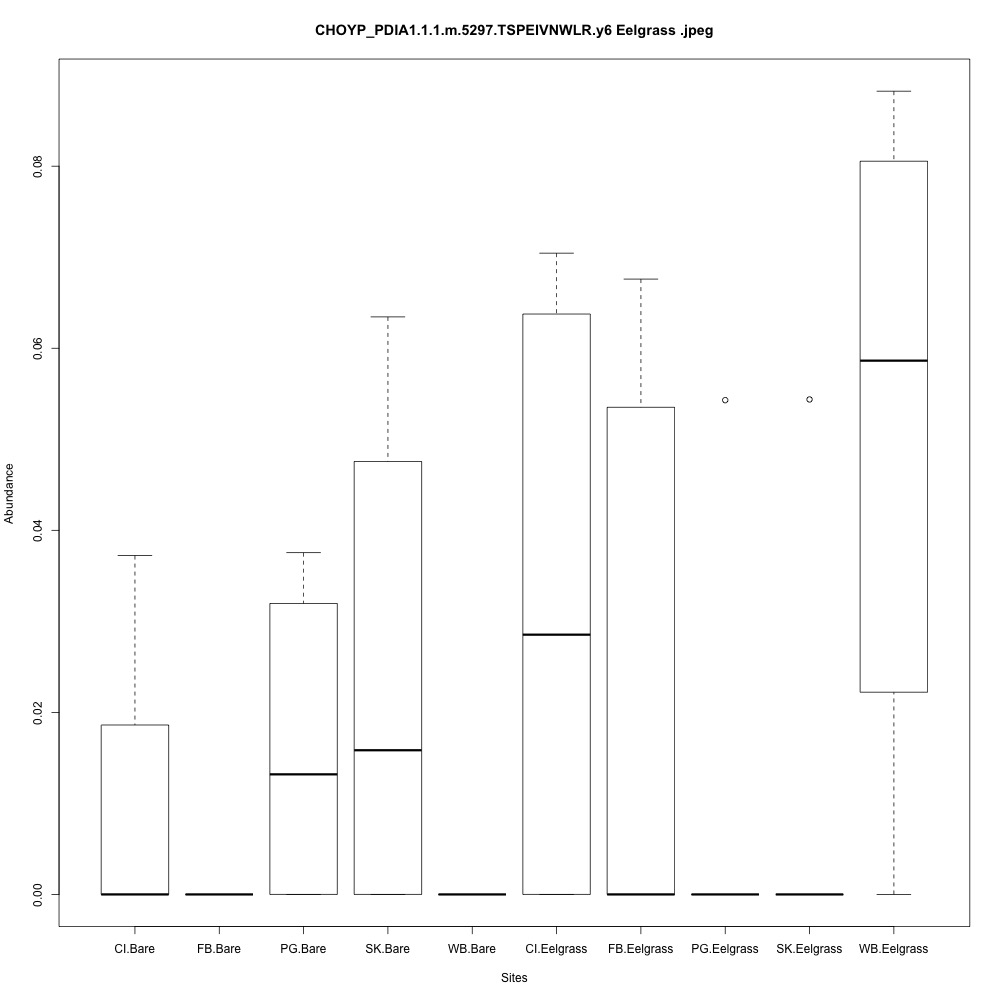 CHOYP_PDIA1.1.1.m.5297.TSPEIVNWLR.y6 Eelgrass .jpeg
Abundance
0.08
0.06
0.04
0.02
0.00
CI.Bare FB.Bare PG.Bare SK.Bare WB.Bare CI.Eelgrass FB.Eelgrass PG.Eelgrass SK.Eelgrass WB.Eelgrass
Sites